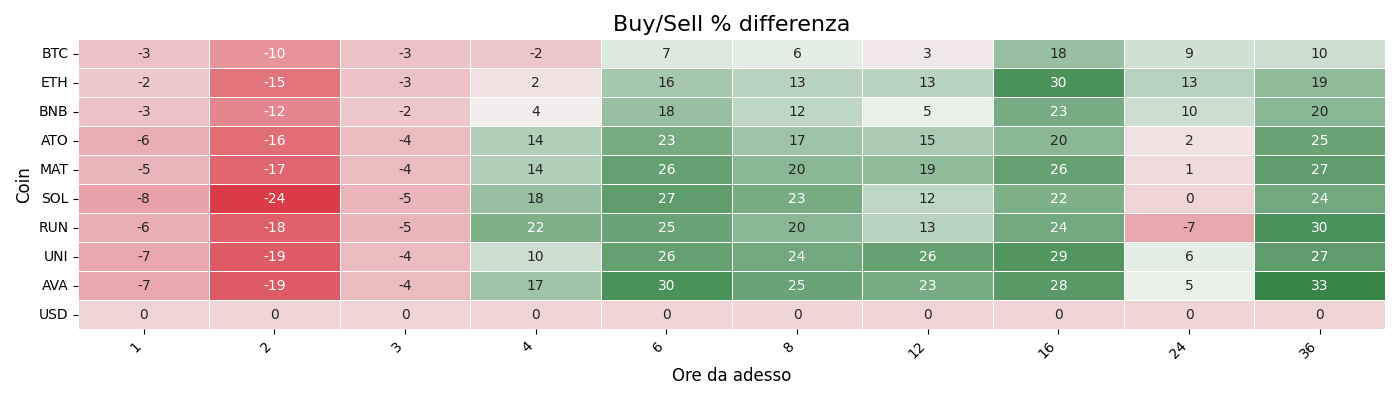 Buy/Sell % differenza
Coin
BTC -3 -10 -3 -2 7 6 3 18 9 10
ETH -2 -15 -3 2 16 13 13 30 13 19
BNB -3 -12 -2 4 18 12 5 23 10 20
ATO -6 -16 -4 14 23 17 15 20 2 25
MAT -5 -17 -4 14 26 20 19 26 1 27
SOL -8 -24 -5 18 27 23 12 22 0 24
RUN -6 -18 -5 22 25 20 13 24 -7 30
UNI -7 -19 -4 10 26 24 26 29 6 27
AVA -7 -19 -4 17 30 25 23 28 5 33
USD 0 0 0 0 0 0 0 0 0 0
1 2 3 4 6 8 12 16 24 36
Ore da adesso